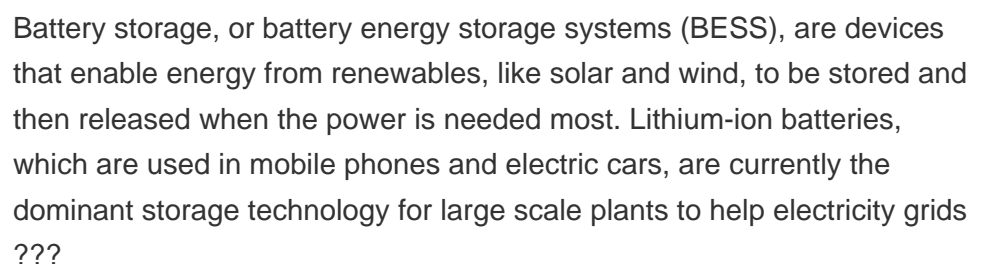 Battery storage, or battery energy storage systems (BESS), are devices
that enable energy from renewables, like solar and wind, to be stored and
then released when the power is needed most. Lithium-ion batteries,
which are used in mobile phones and electric cars, are currently the
dominant storage technology for large scale plants to help electricity grids
???